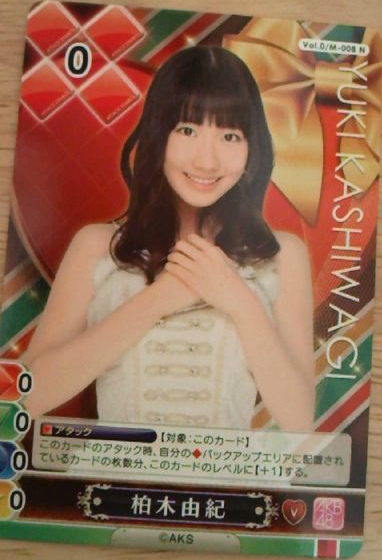 0
Vol.0/M-008 N
YUKI KASHIWAGI
0
0
0
0
アタック
【対象:このカード】
このカードのアタック時、自分の◆バックアップエリアに配置され
ているカードの枚数分、このカードのレベルに【+1】する。
柏木由紀
V
AKB
48
©AKS